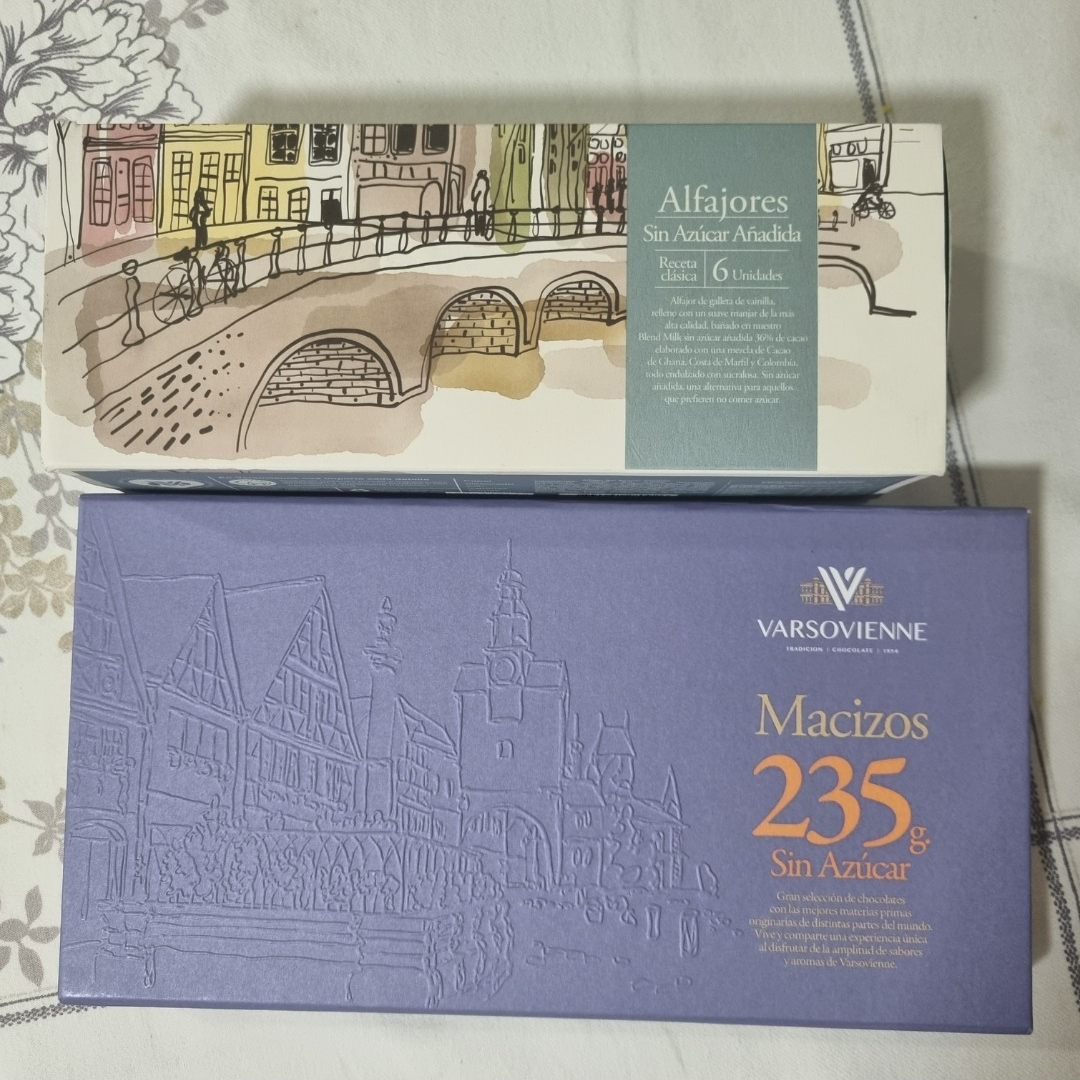 Alfajores
Sin Azúcar Añadida
Receta clásica
6 Unidades
Alfajor de galleta de vainilla,
relleno con un suave manjar de la más
alta calidad, bañado en nuestro
Blend Milk sin azúcar añadida 36% de cacao
elaborado con una mezcla de Cacao
de Ghana, Costa de Marfil y Colombia,
todo endulzado con sucralosa. Sin azúcar
añadida, una alternativa para aquellos
que prefieren no comer azúcar.
VARSOVIENNE
TRADICION | CHOCOLATE | 1954
Macizos
235g.
Sin Azúcar
Gran selección de chocolates
con las mejores materias primas
originarias de distintas partes del mundo.
Vive y comparte una experiencia única
al disfrutar de la amplitud de sabores
y aromas de Varsovienne.